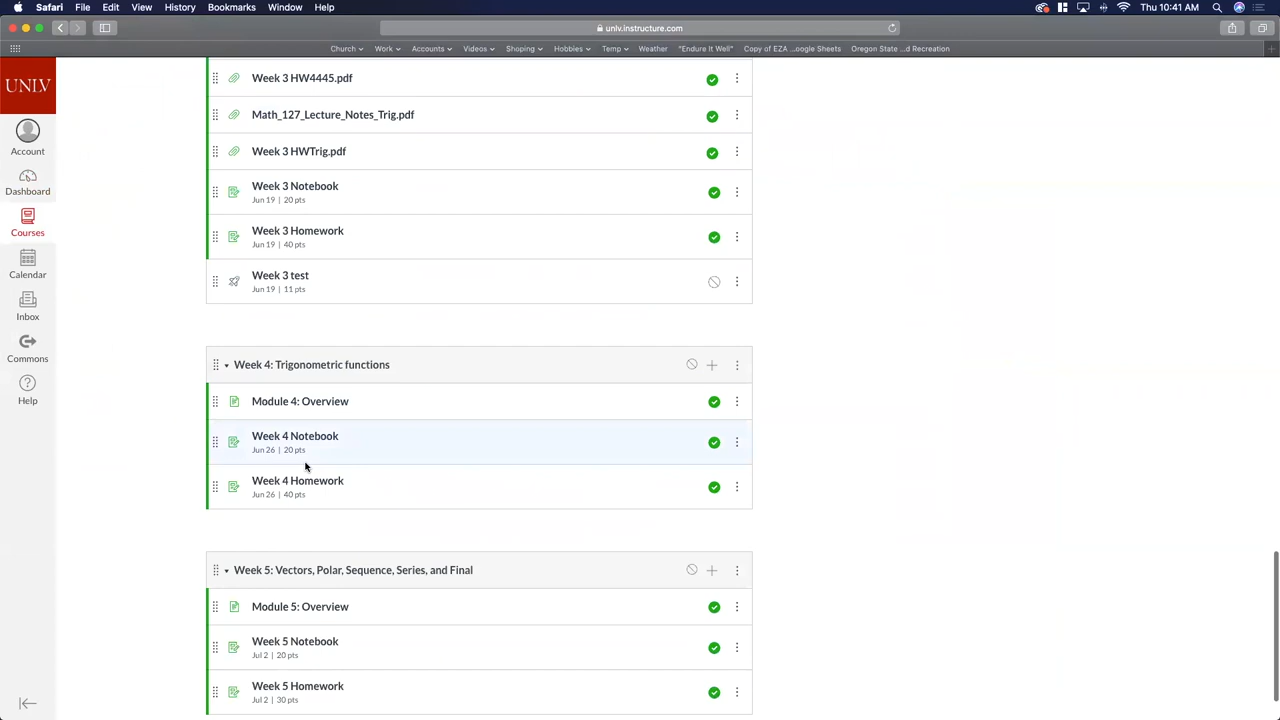 Safari File Edit View History Bookmarks Window Help Thu 10:41 AM
unlv.instructure.com
Church Work Accounts Videos Shoping Hobbies Temp Weather "Endure It Well" Copy of EZA ...oogle Sheets Oregon State ...d Recreation
UNLV
Account
Dashboard
Courses
Calendar
Inbox
Commons
Help
Week 3 HW4445.pdf
Math_127_Lecture_Notes_Trig.pdf
Week 3 HWTrig.pdf
Week 3 Notebook
Jun 19 | 20 pts
Week 3 Homework
Jun 19 | 40 pts
Week 3 test
Jun 19 | 11 pts
Week 4: Trigonometric functions
Module 4: Overview
Week 4 Notebook
Jun 26 | 20 pts
Week 4 Homework
Jun 26 | 40 pts
Week 5: Vectors, Polar, Sequence, Series, and Final
Module 5: Overview
Week 5 Notebook
Jul 2 | 20 pts
Week 5 Homework
Jul 2 | 30 pts